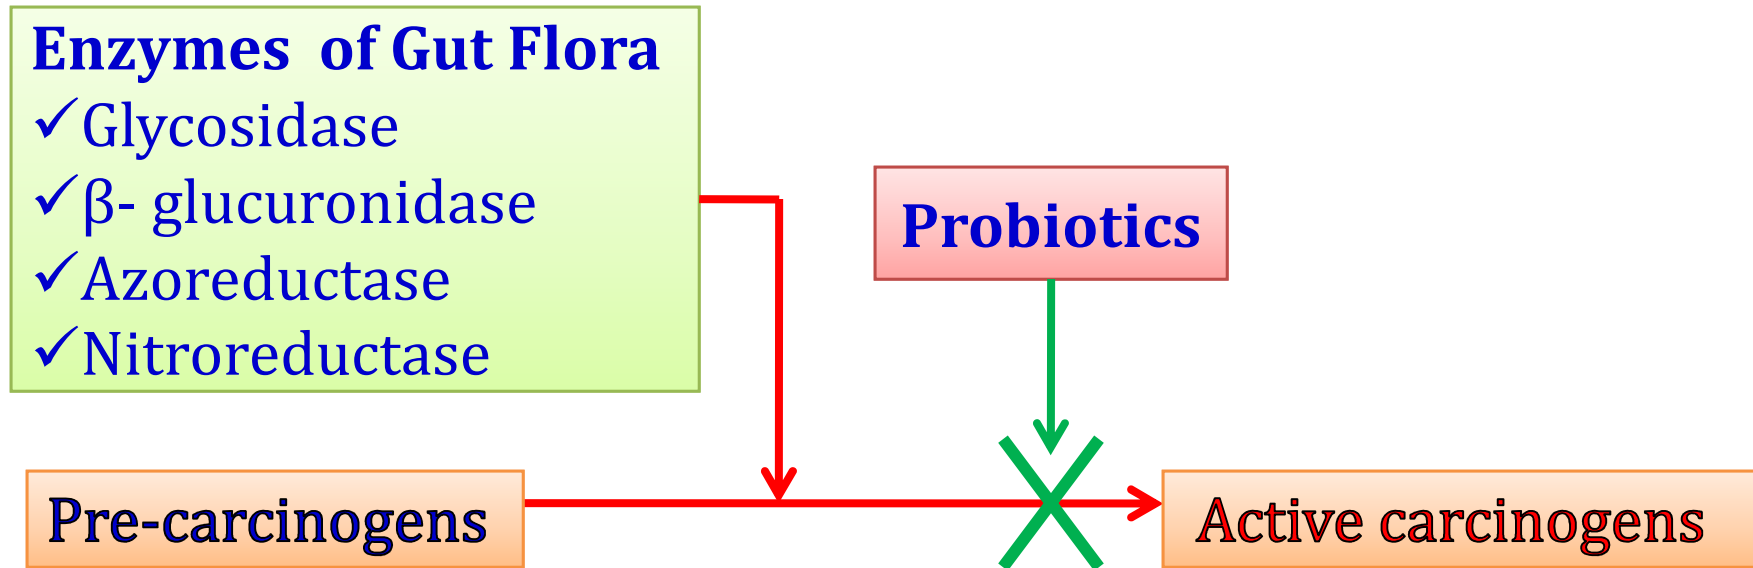 Enzymes of Gut Flora
✓Glycosidase
✓β- glucuronidase
✓Azoreductase
✓Nitroreductase
Probiotics
Pre-carcinogens
Active carcinogens